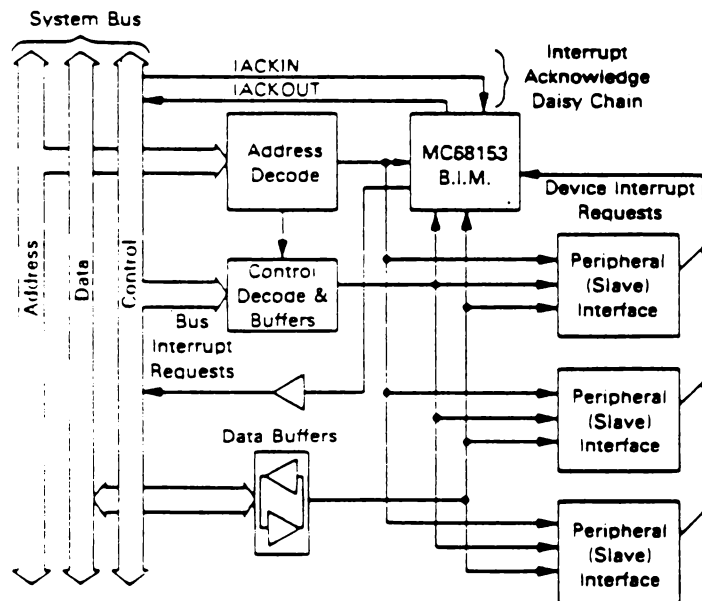 System Bus
IACKIN
IACKOUT
Interrupt
Acknowledge
Daisy Chain
Address
Decode
MC68153
B.I.M.
Device Interrupt
Requests
Address
Data
Control
Control
Decode &
Buffers
Peripheral
(Slave)
Interface
Bus
Interrupt
Requests
Peripheral
(Slave)
Interface
Data Buffers
Peripheral
(Slave)
Interface